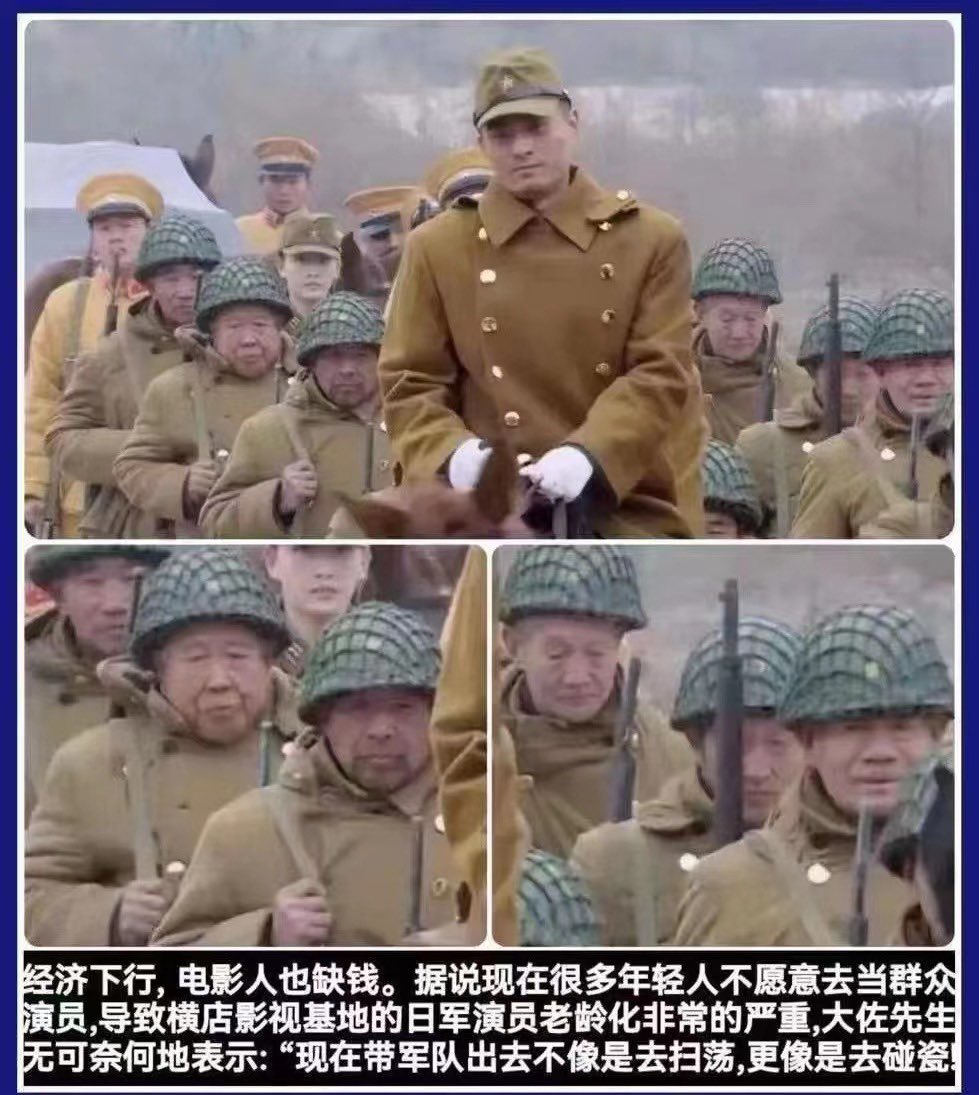 经济下行, 电影人也缺钱。据说现在很多年轻人不愿意去当群众
演员,导致横店影视基地的日军演员老龄化非常的严重,大佐先生
无可奈何地表示:“现在带军队出去不像是去扫荡,更像是去碰瓷!